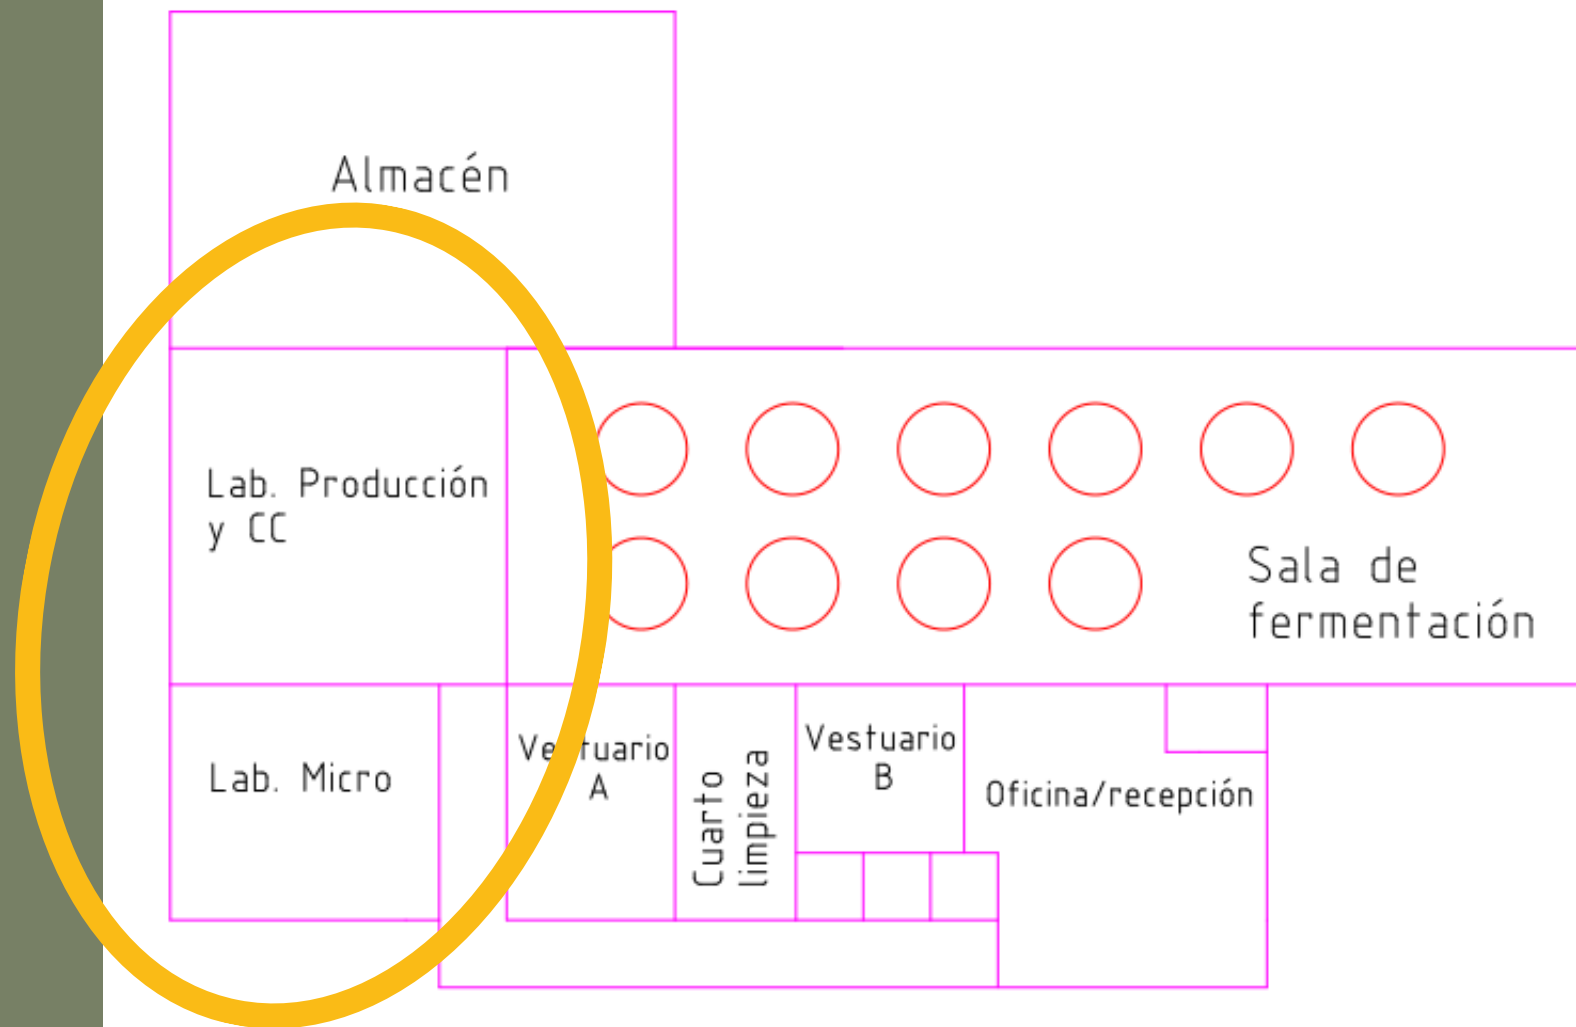 Almacén
Lab. Producción
y CC
Sala de
fermentación
Lab. Micro
Vestuario
A
Cuarto
limpieza
Vestuario
B
Oficina/recepción